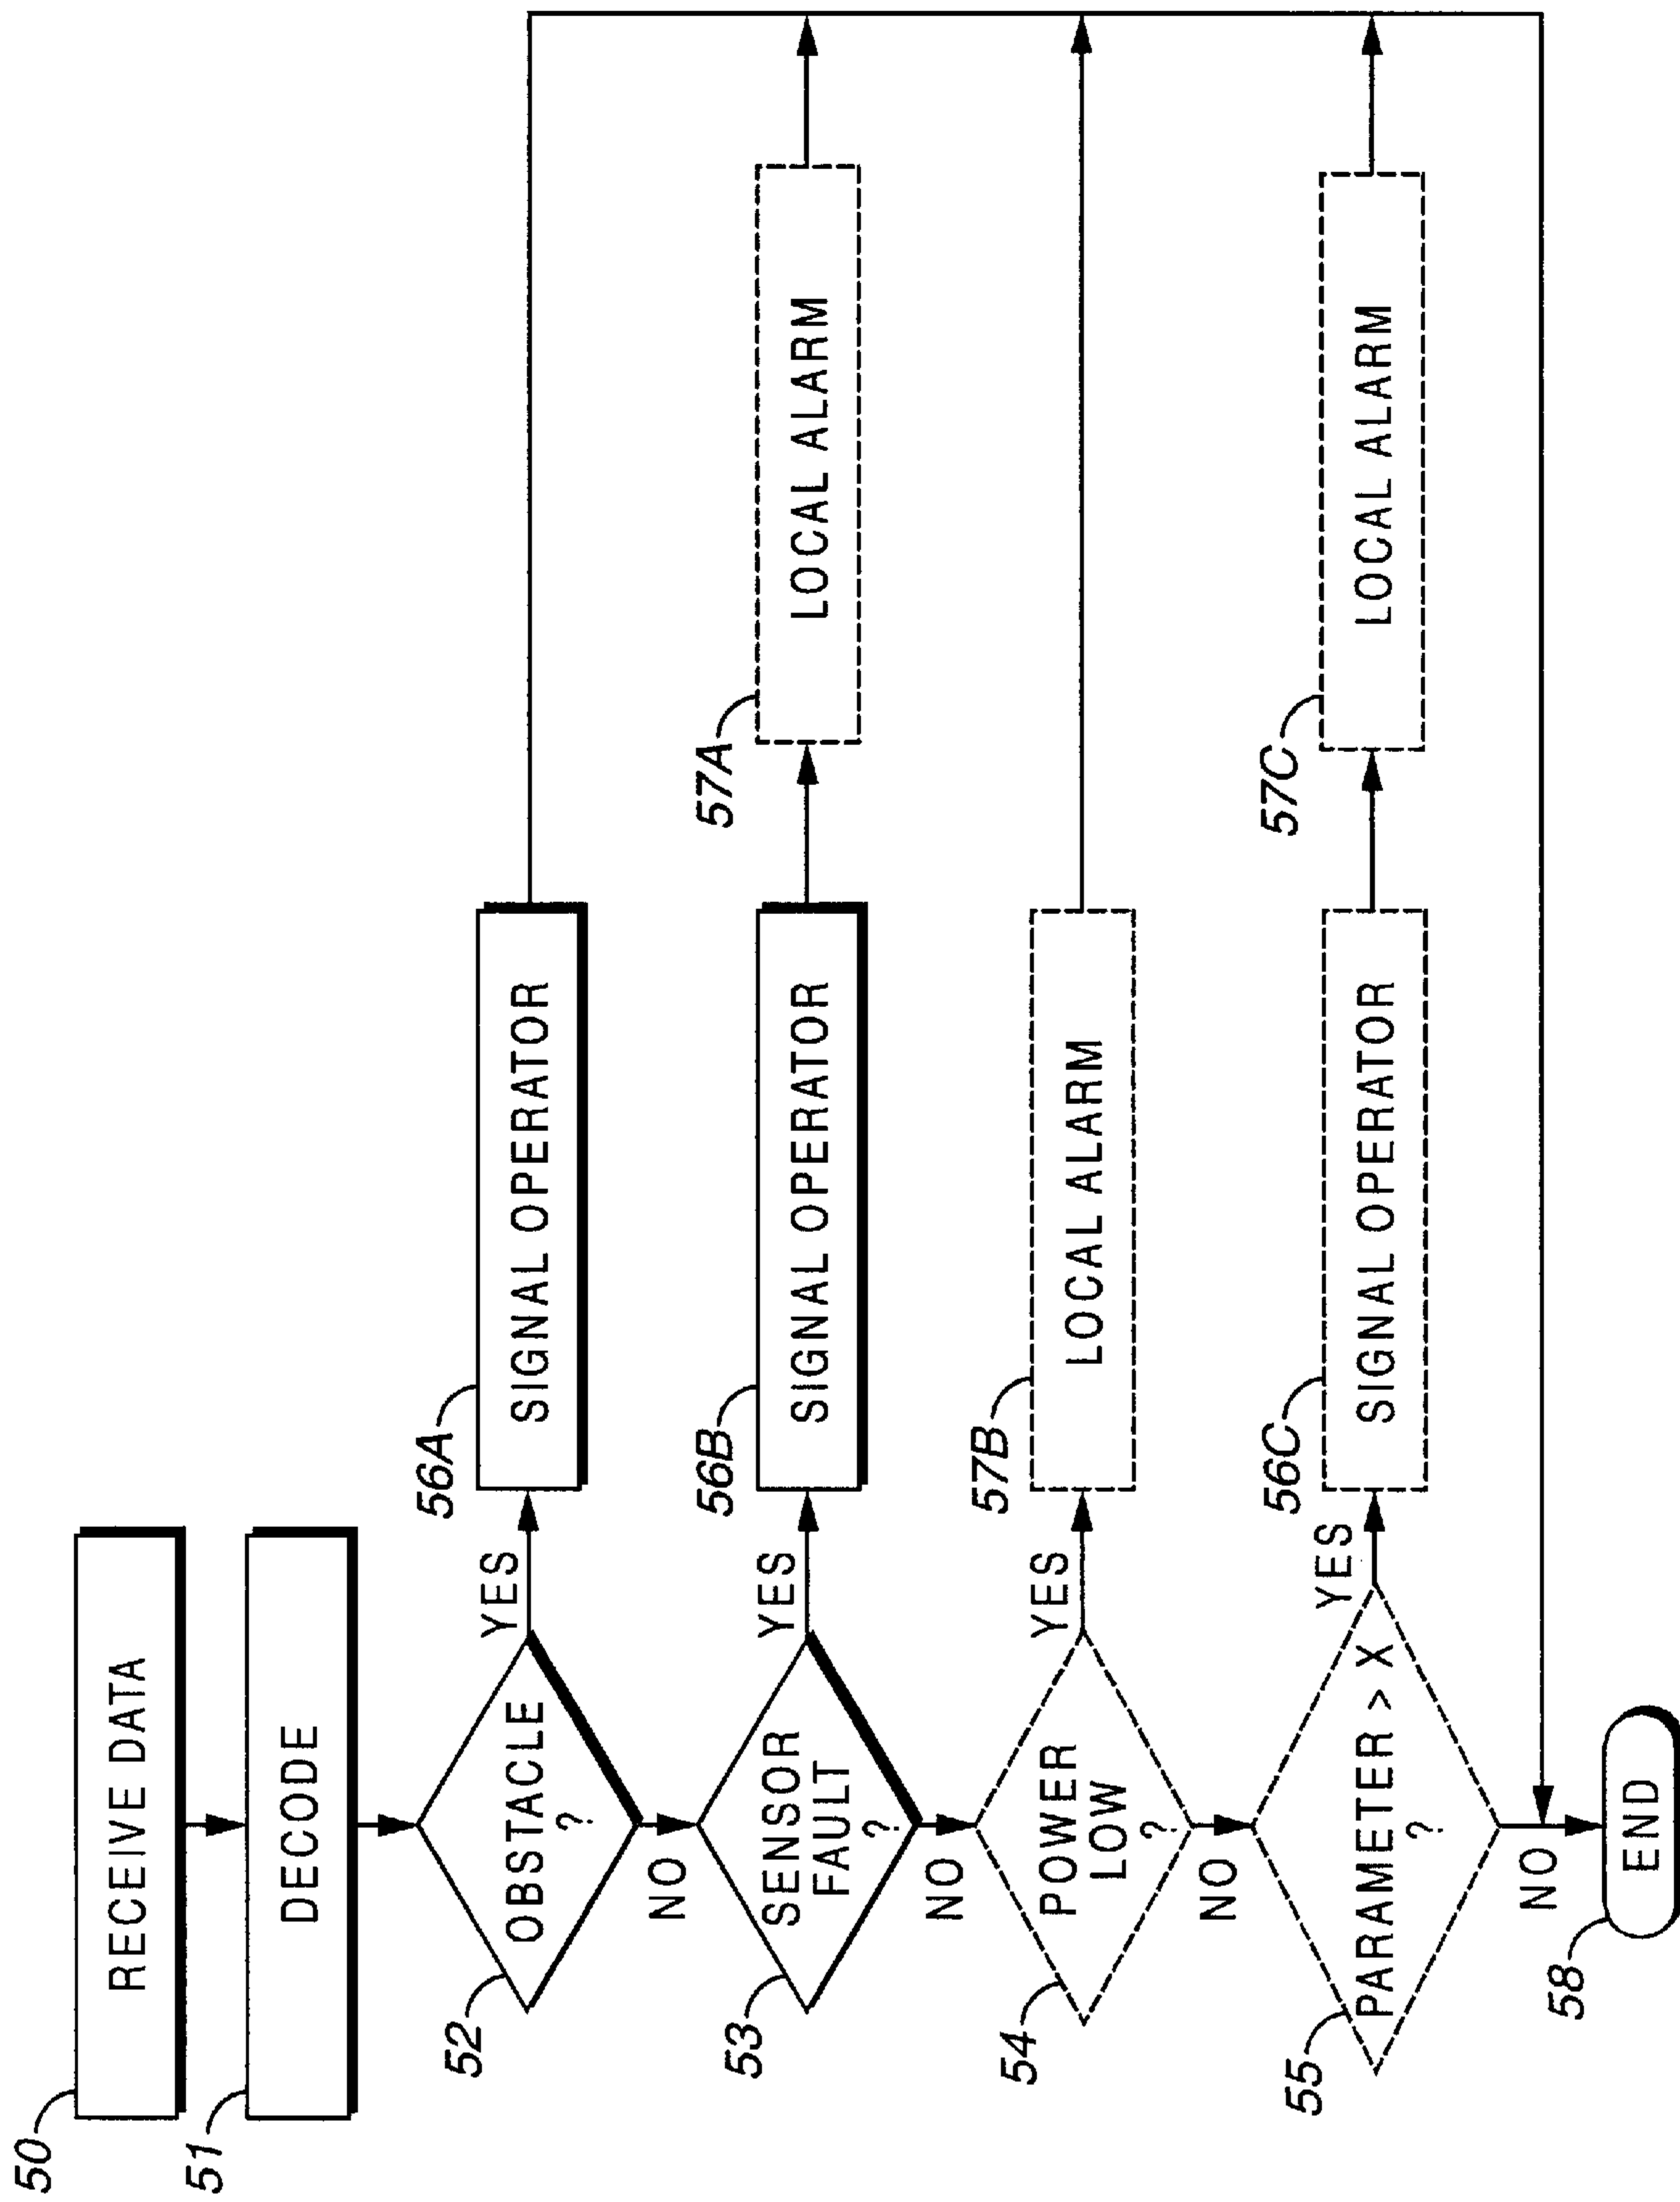 50
RECEIVE DATA
51
DECODE
52
OBSTACLE
?
YES
56A
SIGNAL OPERATOR
NO
53
SENSOR
FAULT
?
YES
56B
SIGNAL OPERATOR
57A
LOCAL ALARM
NO
54
POWER
LOW
?
YES
57B
LOCAL ALARM
NO
55
PARAMETER > X
?
YES
56C
SIGNAL OPERATOR
57C
LOCAL ALARM
NO
58
END